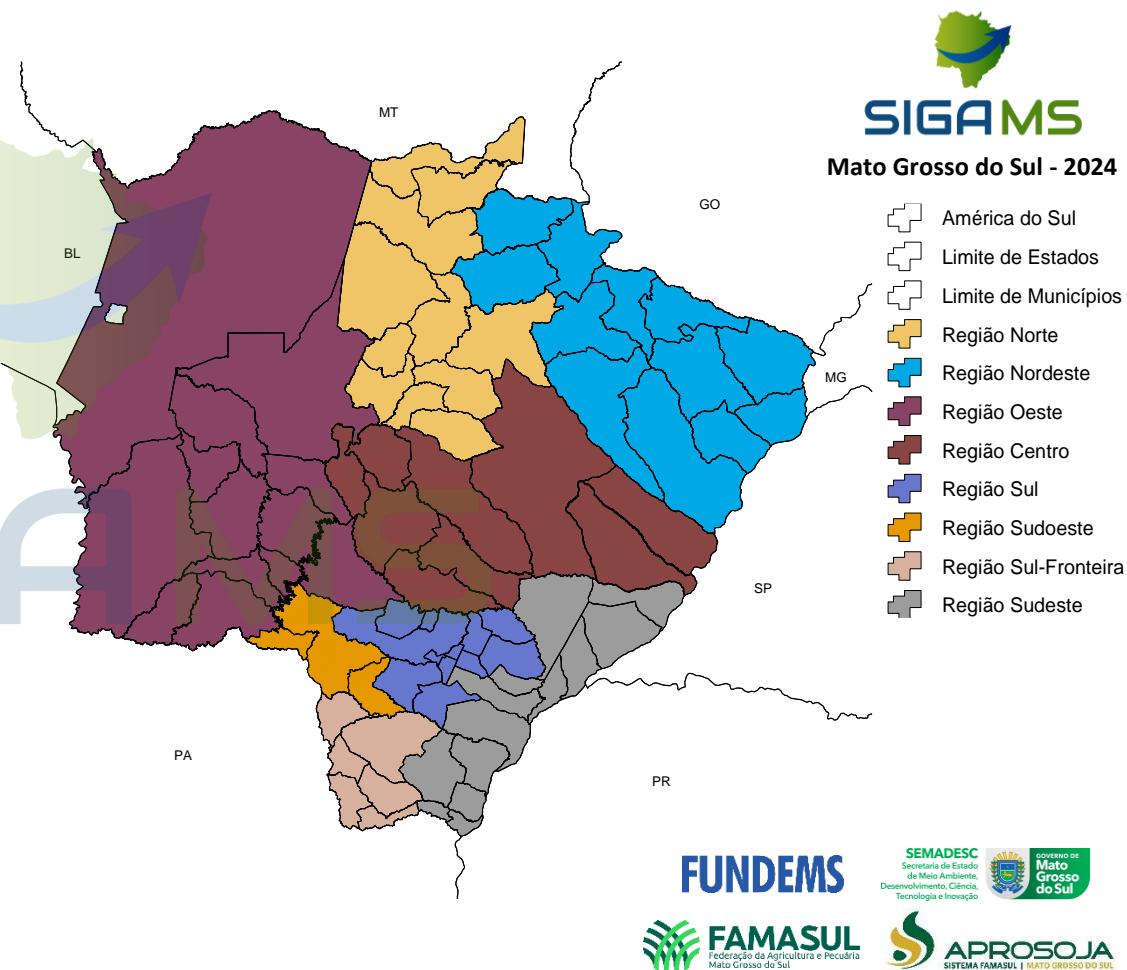 SIGAMS
Mato Grosso do Sul - 2024
América do Sul
Limite de Estados
Limite de Municípios
Região Norte
Região Nordeste
Região Oeste
Região Centro
Região Sul
Região Sudoeste
Região Sul-Fronteira
Região Sudeste
MT
GO
BL
MG
SP
PA
PR
A MS
FUNDEMS
SEMADESC
Secretaria de Estado
de Meio Ambiente,
Desenvolvimento, Ciência,
Tecnologia e Inovação
GOVERNO DE
Mato
Grosso
do Sul
FAMASUL
Federação da Agricultura e Pecuária
Mato Grosso do Sul
APROSOJA
SISTEMA FAMASUL | MATO GROSSO DO SUL